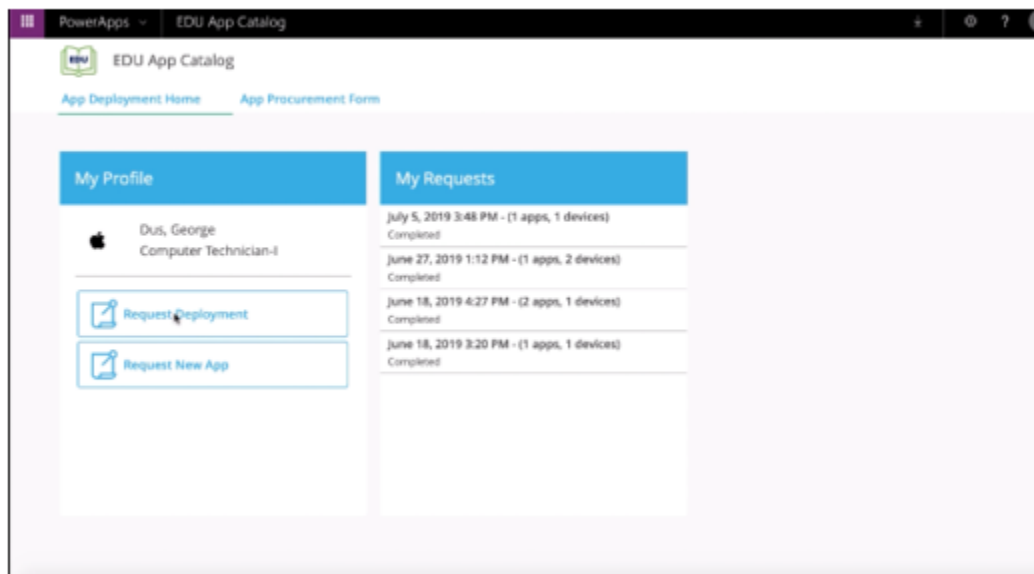 PowerApps EDU App Catalog ?
EDU EDU App Catalog
App Deployment Home App Procurement Form
My Profile
Dus, George
Computer Technician-I
Request Deployment
Request New App
My Requests
July 5, 2019 3:48 PM - (1 apps, 1 devices)
Completed
June 27, 2019 1:12 PM - (1 apps, 2 devices)
Completed
June 18, 2019 4:27 PM - (2 apps, 1 devices)
Completed
June 18, 2019 3:20 PM - (1 apps, 1 devices)
Completed